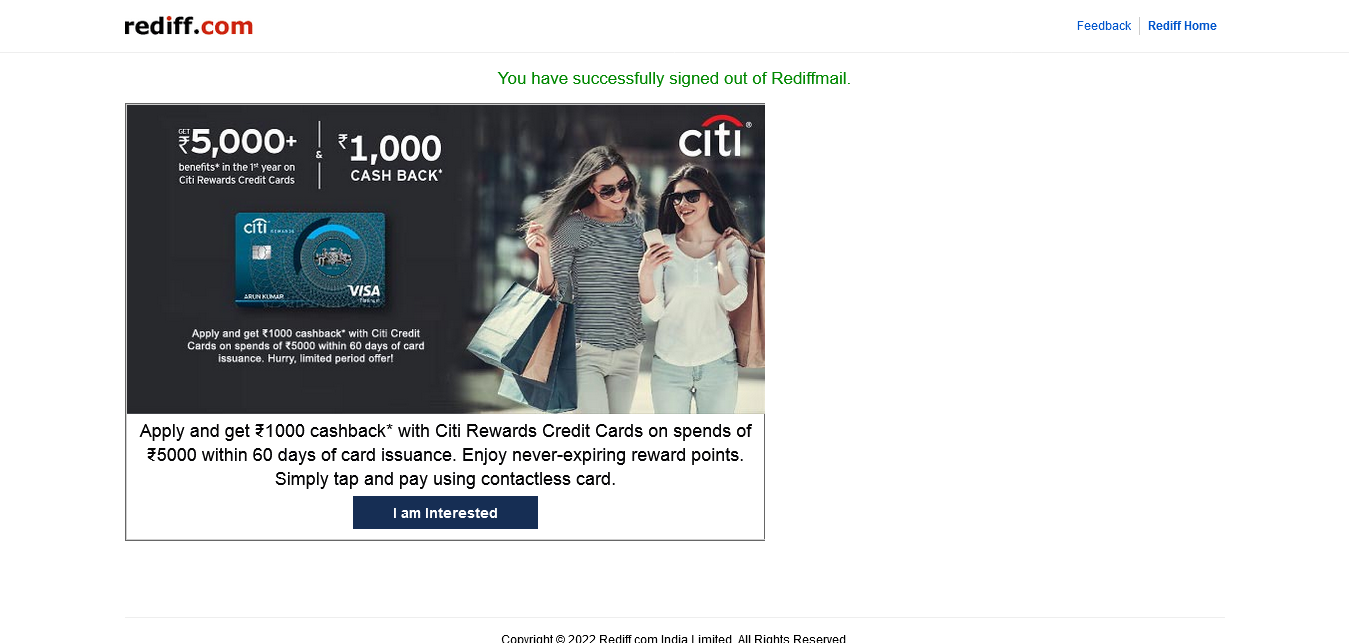 rediff.com
Feedback
Rediff Home
You have successfully signed out of Rediffmail.
GET
₹5,000+
benefits* in the 1st year on
Citi Rewards Credit Cards
&
₹1,000
CASH BACK*
citi®
citi REWARDS
ARUN KUMAR
VISA
Platinum
Apply and get ₹1000 cashback* with Citi Credit
Cards on spends of ₹5000 within 60 days of card
issuance. Hurry, limited period offer!
Apply and get ₹1000 cashback* with Citi Rewards Credit Cards on spends of
₹5000 within 60 days of card issuance. Enjoy never-expiring reward points.
Simply tap and pay using contactless card.
I am Interested
Copyright © 2022 Rediff.com India Limited. All Rights Reserved.